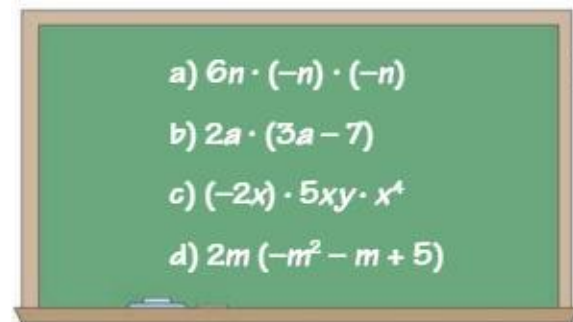 a) 6n · (–n) · (–n)
b) 2a · (3a – 7)
c) (–2x) · 5xy · x⁴
d) 2m (–m² – m + 5)